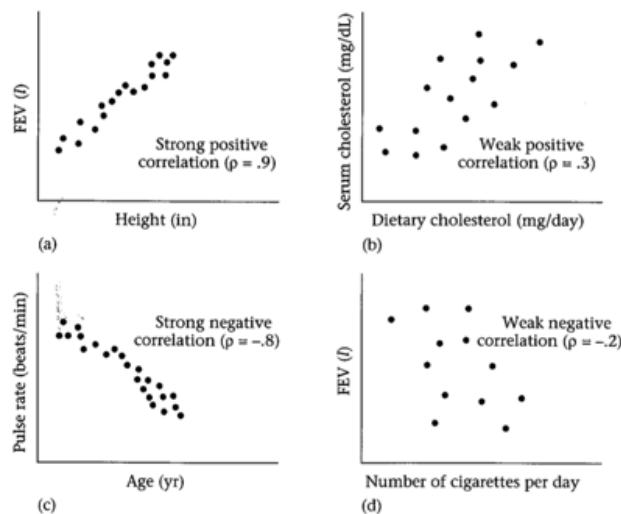 FEV (l)
Strong positive
correlation (ρ = .9)
Height (in)
(a)
Serum cholesterol (mg/dL)
Weak positive
correlation (ρ = .3)
Dietary cholesterol (mg/day)
(b)
Pulse rate (beats/min)
Strong negative
correlation (ρ = –.8)
Age (yr)
(c)
FEV (l)
Weak negative
correlation (ρ = –.2)
Number of cigarettes per day
(d)